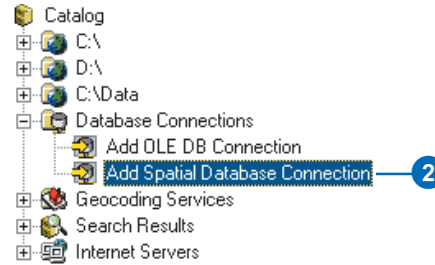 Catalog
C:\
D:\
C:\Data
Database Connections
Add OLE DB Connection
Add Spatial Database Connection 2
Geocoding Services
Search Results
Internet Servers